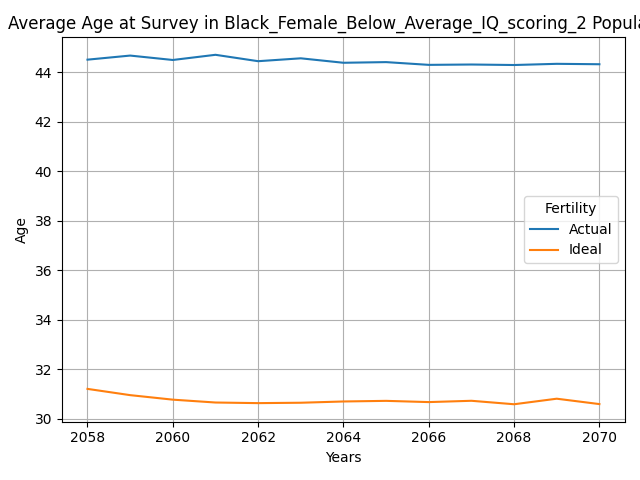 Average Age at Survey in Black_Female_Below_Average_IQ_scoring_2 Popula
44
42
40
38
36
34
32
30
Age
Fertility
Actual
Ideal
2058 2060 2062 2064 2066 2068 2070
Years